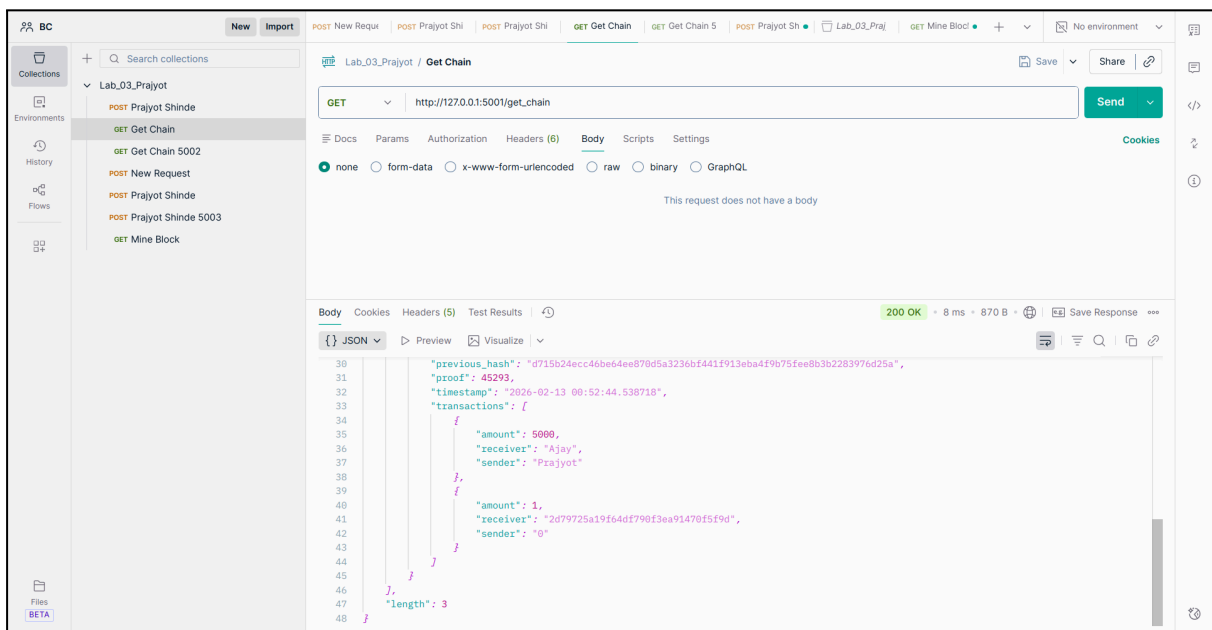 BC
New Import
POST New Requ POST Prajyot Shi POST Prajyot Shi GET Get Chain GET Get Chain 5 POST Prajyot Sh Lab_03_Praj GET Mine Bloc No environment
Collections
Environments
History
Flows
Files
BETA
Search collections
Lab_03_Prajyot
POST Prajyot Shinde
GET Get Chain
GET Get Chain 5002
POST New Request
POST Prajyot Shinde
POST Prajyot Shinde 5003
GET Mine Block
HTTP Lab_03_Prajyot / Get Chain Save Share
GET http://127.0.0.1:5001/get_chain Send
Docs Params Authorization Headers (6) Body Scripts Settings Cookies
none form-data x-www-form-urlencoded raw binary GraphQL
This request does not have a body
Body Cookies Headers (5) Test Results 200 OK • 8 ms • 870 B • e.g. Save Response
{} JSON Preview Visualize
30 "previous_hash": "d715b24ecc46be64ee870d5a3236bf441f913eba4f9b75fee8b3b2283976d25a",
31 "proof": 45293,
32 "timestamp": "2026-02-13 00:52:44.538718",
33 "transactions": [
34 {
35 "amount": 5000,
36 "receiver": "Ajay",
37 "sender": "Prajyot"
38 },
39 {
40 "amount": 1,
41 "receiver": "2d79725a19f64df790f3ea91470f5f9d",
42 "sender": "0"
43 }
44 ]
45 }
46 ],
47 "length": 3
48 }